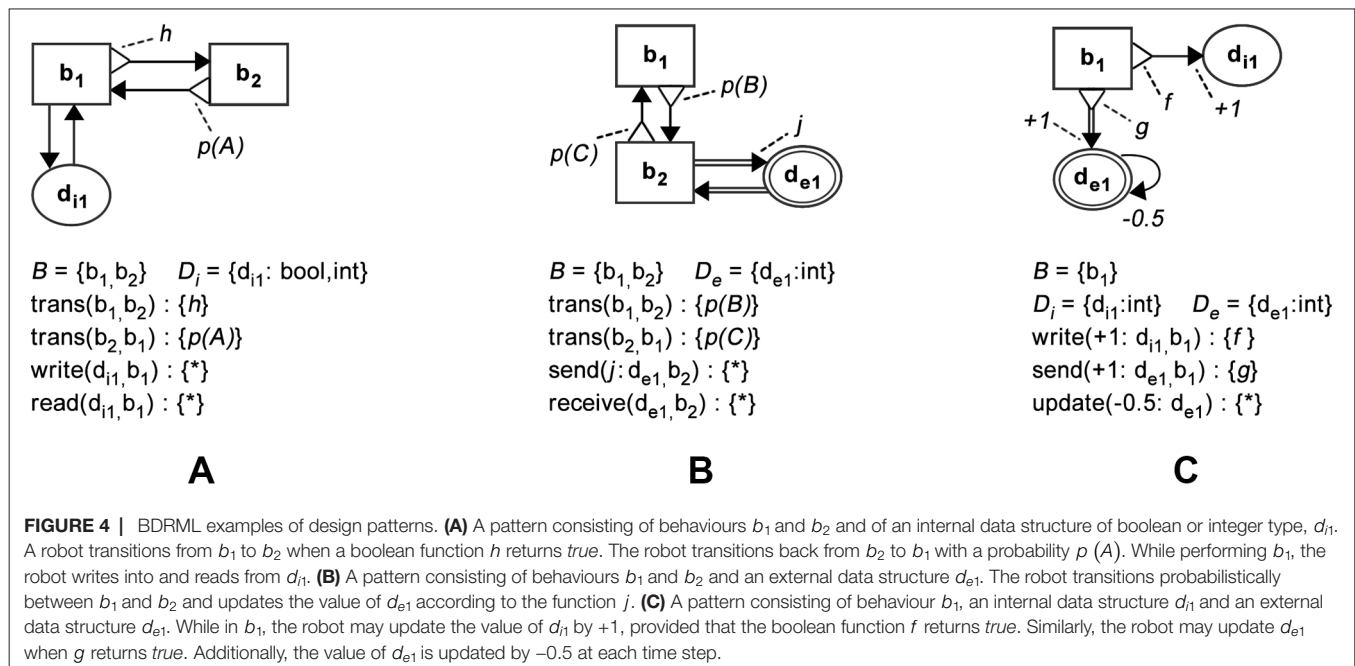 h
b1
b2
p(A)
di1
B = {b1,b2} Di = {di1: bool,int}
trans(b1,b2) : {h}
trans(b2,b1) : {p(A)}
write(di1,b1) : {*}
read(di1,b1) : {*}
A
b1
p(B)
p(C)
j
b2
de1
B = {b1,b2} De = {de1:int}
trans(b1,b2) : {p(B)}
trans(b2,b1) : {p(C)}
send(j: de1,b2) : {*}
receive(de1,b2) : {*}
B
b1
di1
f
+1
+1
g
de1
-0.5
B = {b1}
Di = {di1:int} De = {de1:int}
write(+1: di1,b1) : {f}
send(+1: de1,b1) : {g}
update(-0.5: de1) : {*}
C
FIGURE 4 | BDRML examples of design patterns. (A) A pattern consisting of behaviours b1 and b2 and of an internal data structure of boolean or integer type, di1.
A robot transitions from b1 to b2 when a boolean function h returns true. The robot transitions back from b2 to b1 with a probability p (A). While performing b1, the
robot writes into and reads from di1. (B) A pattern consisting of behaviours b1 and b2 and an external data structure de1. The robot transitions probabilistically
between b1 and b2 and updates the value of de1 according to the function j. (C) A pattern consisting of behaviour b1, an internal data structure di1 and an external
data structure de1. While in b1, the robot may update the value of di1 by +1, provided that the boolean function f returns true. Similarly, the robot may update de1
when g returns true. Additionally, the value of de1 is updated by −0.5 at each time step.